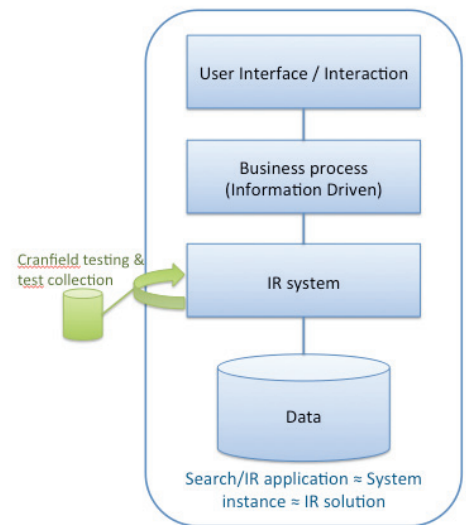 User Interface / Interaction
Business process
(Information Driven)
Cranfield testing &
test collection
IR system
Data
Search/IR application ≈ System
instance ≈ IR solution